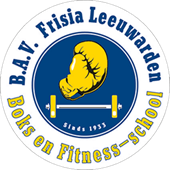 B.A.V. Frisia Leeuwarden
Sinds 1953
Boks en Fitness-school